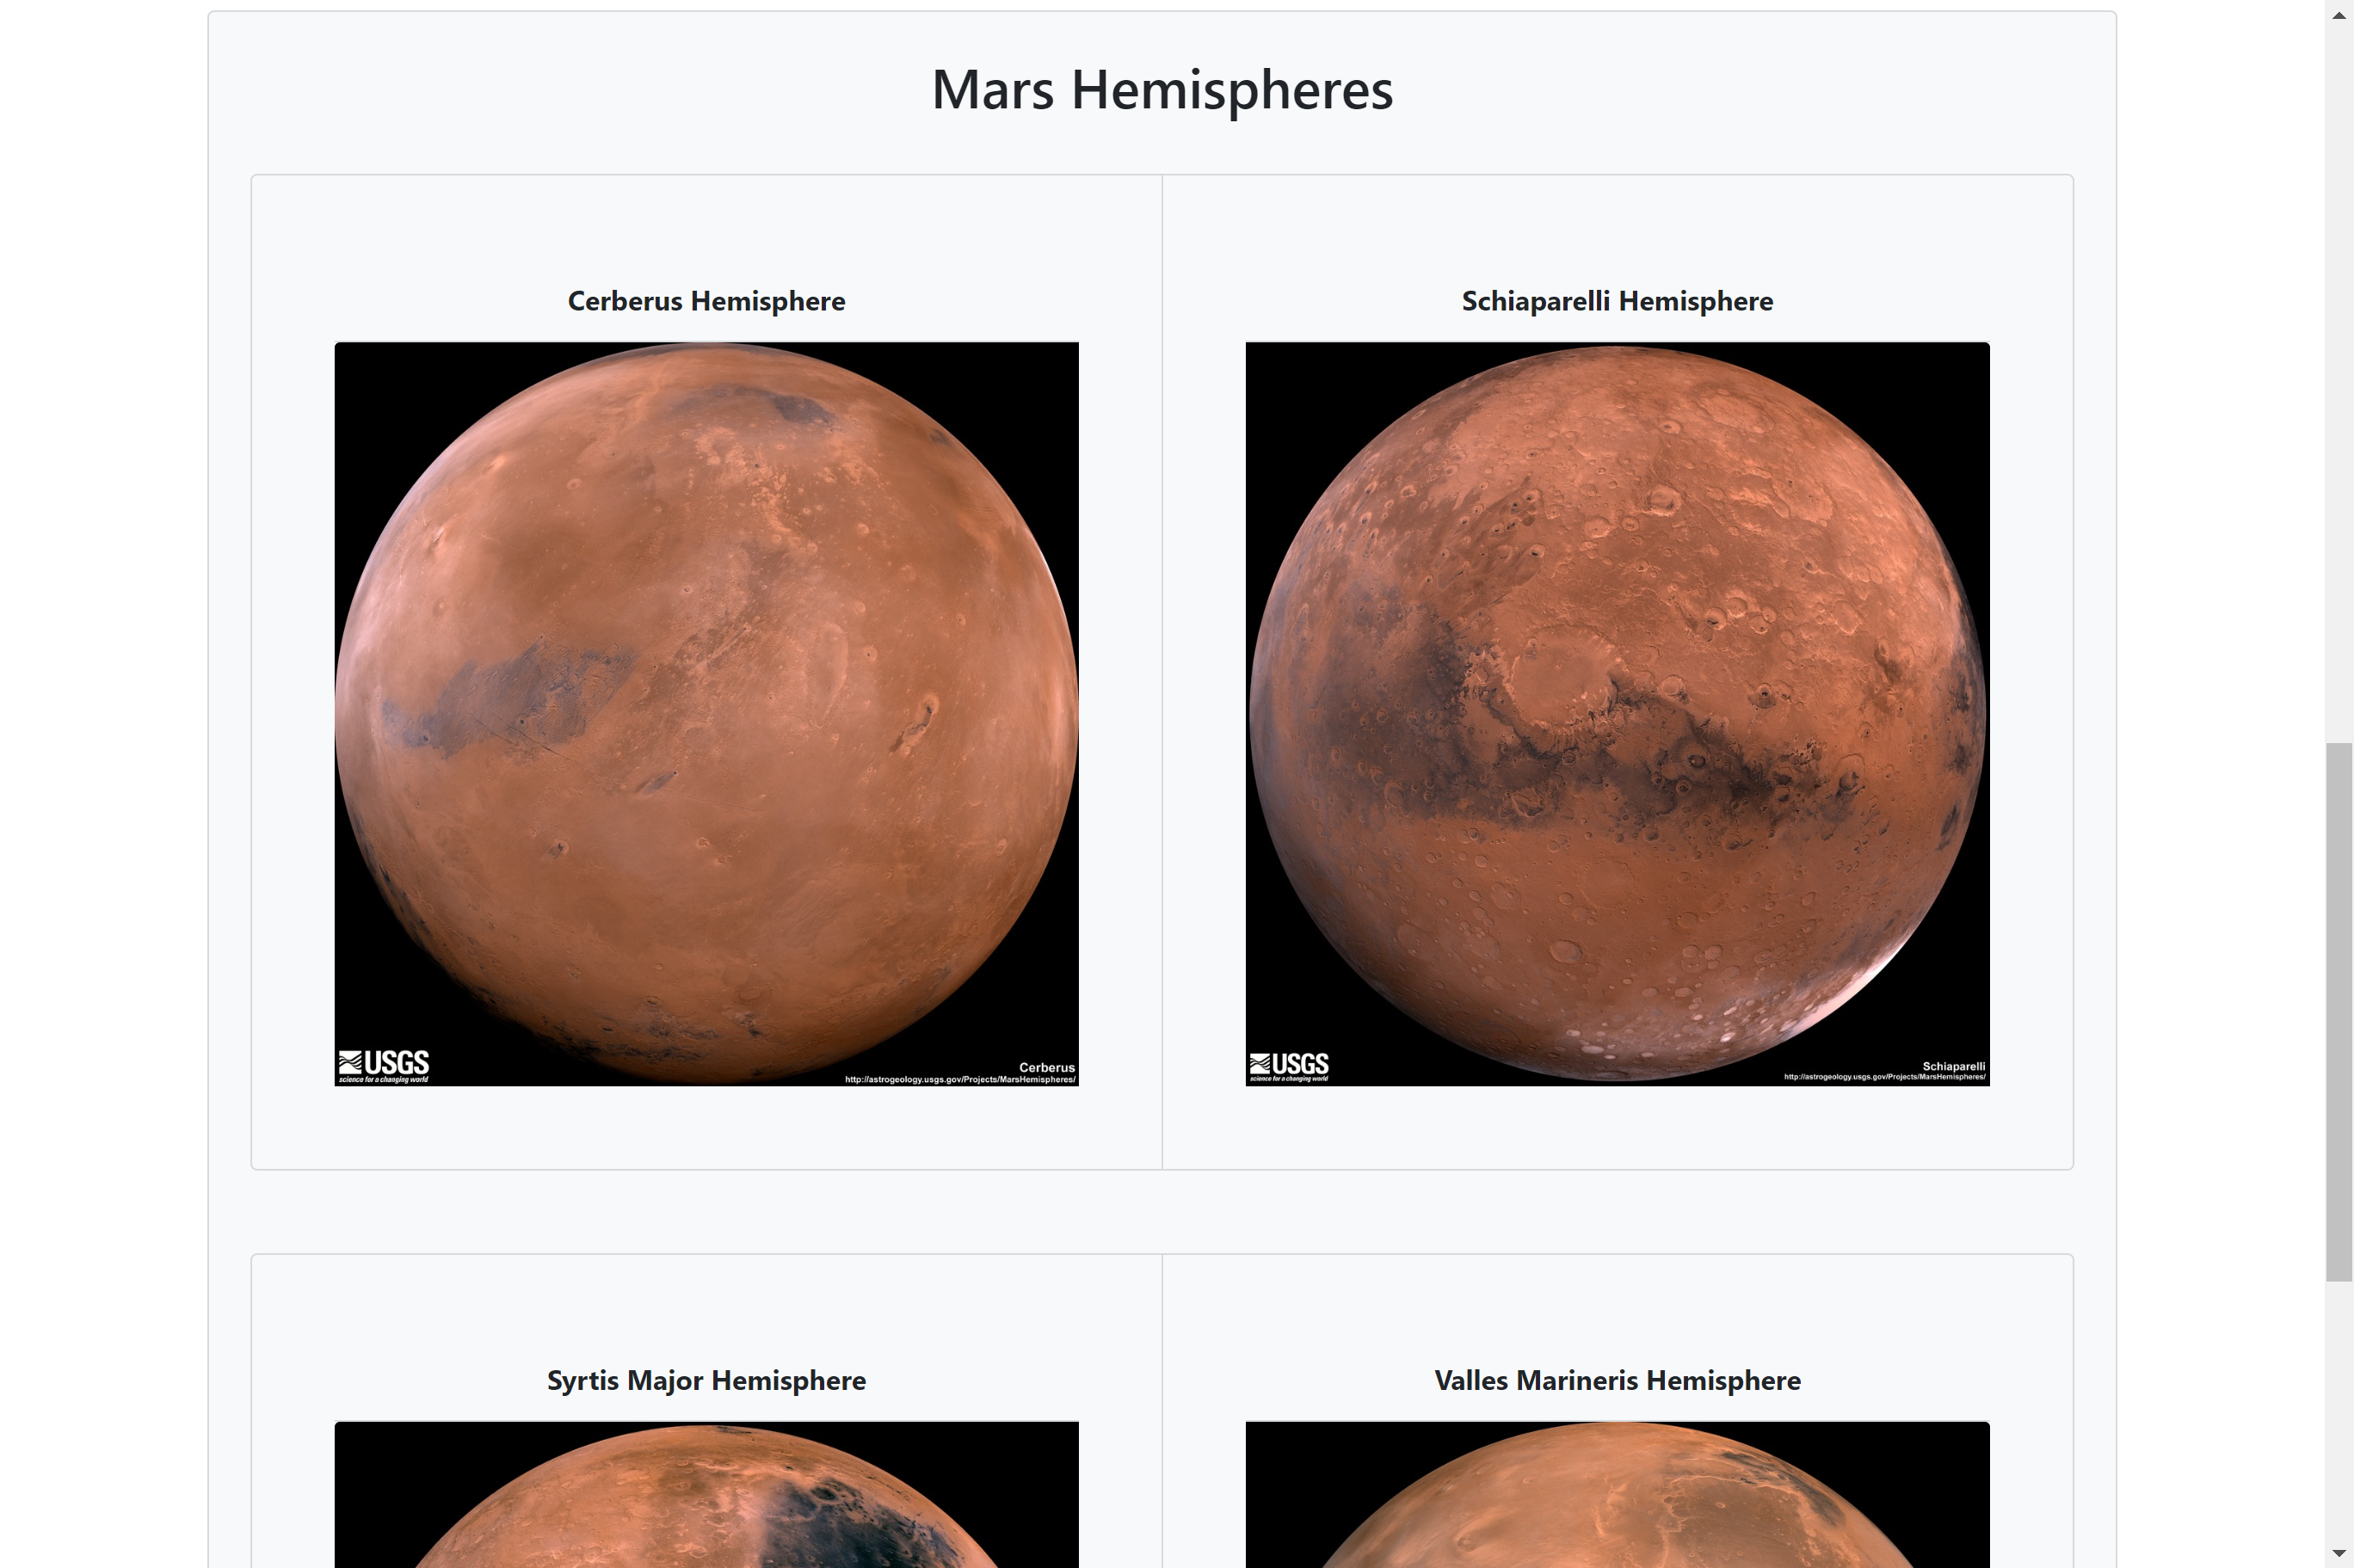 Mars Hemispheres
Cerberus Hemisphere
Schiaparelli Hemisphere
USGS
science for a changing world
Cerberus
http://astrogeology.usgs.gov/Projects/MarsHemispheres/
USGS
science for a changing world
Schiaparelli
http://astrogeology.usgs.gov/Projects/MarsHemispheres/
Syrtis Major Hemisphere
Valles Marineris Hemisphere